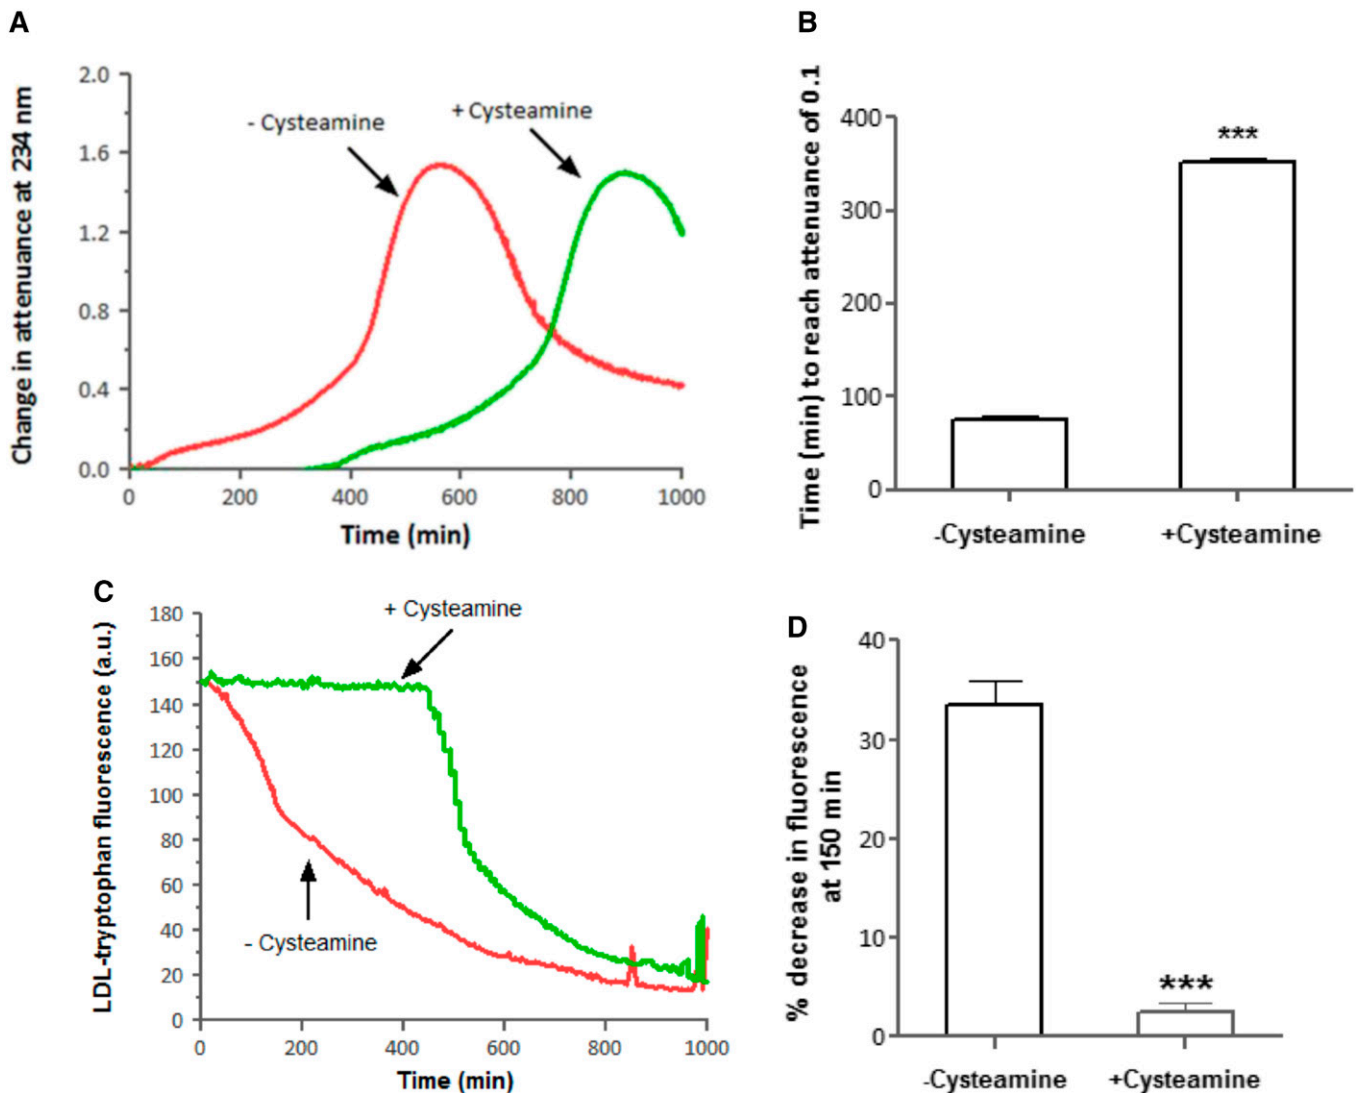 A
Change in attenuance at 234 nm
2.0
1.6
1.2
0.8
0.4
0.0
- Cysteamine
+ Cysteamine
0 200 400 600 800 1000
Time (min)
B
Time (min) to reach attenuance of 0.1
400
300
200
100
0
***
-Cysteamine +Cysteamine
C
LDL-tryptophan fluorescence (a.u.)
180
160
140
120
100
80
60
40
20
0
+ Cysteamine
- Cysteamine
0 200 400 600 800 1000
Time (min)
D
% decrease in fluorescence
at 150 min
40
30
20
10
0
***
-Cysteamine +Cysteamine